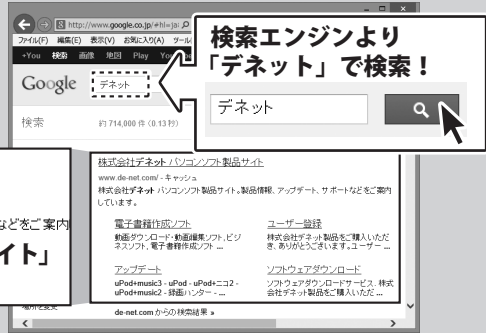 http://www.google.co.jp/#hl=ja
ファイル(F) 編集(E) 表示(V) お気に入り(A) ツール
+You 検索 画像 地図 Play
検索エンジンより
「デネット」で検索！
Google デネット
デネット
検索 約 714,000 件 (0.13 秒)
株式会社デネット パソコンソフト製品サイト
www.de-net.com/ - キャッシュ
株式会社デネット パソコンソフト製品サイト。製品情報、アップデート、サポートなどをご案内
しています。
などをご案内
イト」
電子書籍作成ソフト
動画ダウンロード・動画編集ソフト、ビジ
ネスソフト、電子書籍作成ソフト ...
ユーザー登録
株式会社デネット製品をご購入いただ
き、ありがとうございます。ユーザー ...
アップデート
uPod+music3 - uPod - uPod+ニコ2 -
uPod+music2 - 録画ハンター - ...
ソフトウェアダウンロード
ソフトウェアダウンロードサービス. 株式
会社デネット製品をご購入いただ ...
場所を変更
de-net.com からの検索結果 »